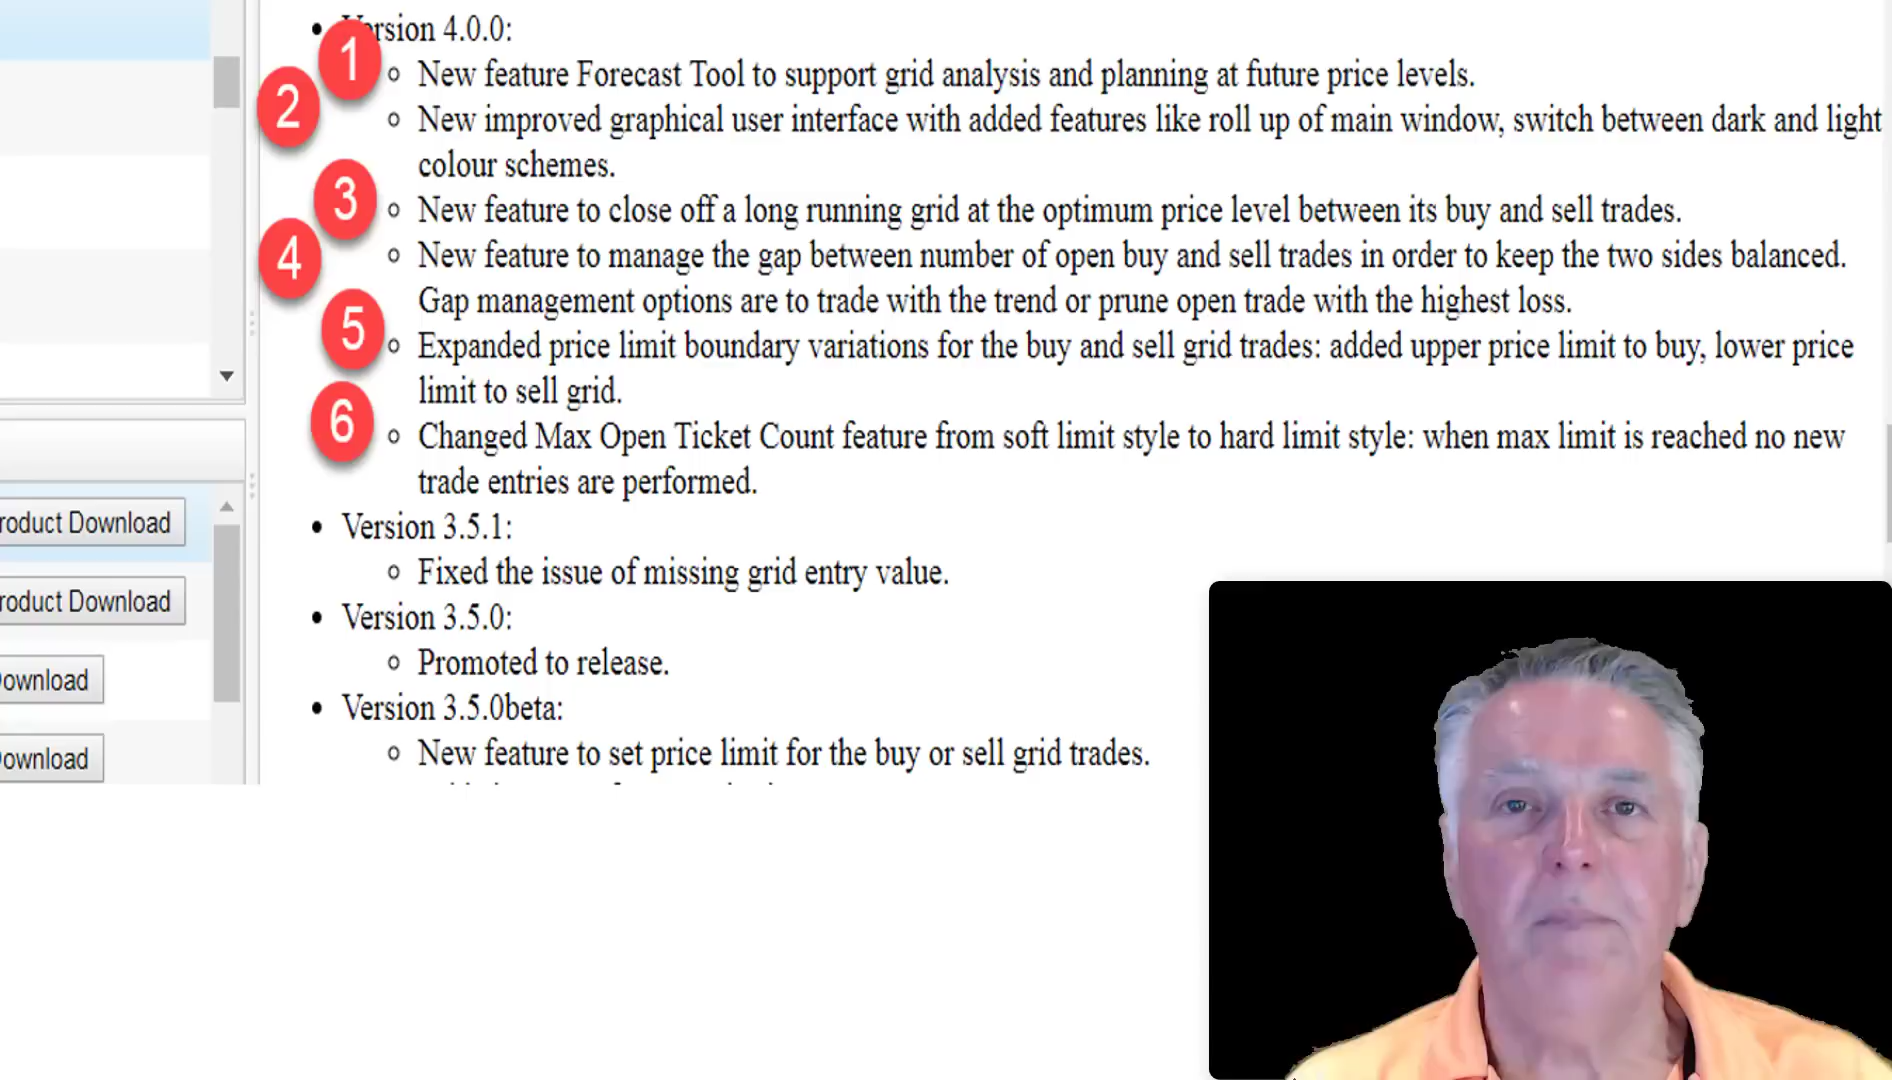 Version 4.0.0:
1
New feature Forecast Tool to support grid analysis and planning at future price levels.
2
New improved graphical user interface with added features like roll up of main window, switch between dark and light
colour schemes.
3
New feature to close off a long running grid at the optimum price level between its buy and sell trades.
4
New feature to manage the gap between number of open buy and sell trades in order to keep the two sides balanced.
Gap management options are to trade with the trend or prune open trade with the highest loss.
5
Expanded price limit boundary variations for the buy and sell grid trades: added upper price limit to buy, lower price
limit to sell grid.
6
Changed Max Open Ticket Count feature from soft limit style to hard limit style: when max limit is reached no new
trade entries are performed.
Version 3.5.1:
Fixed the issue of missing grid entry value.
Version 3.5.0:
Promoted to release.
Version 3.5.0beta:
New feature to set price limit for the buy or sell grid trades.
roduct Download
roduct Download
ownload
ownload